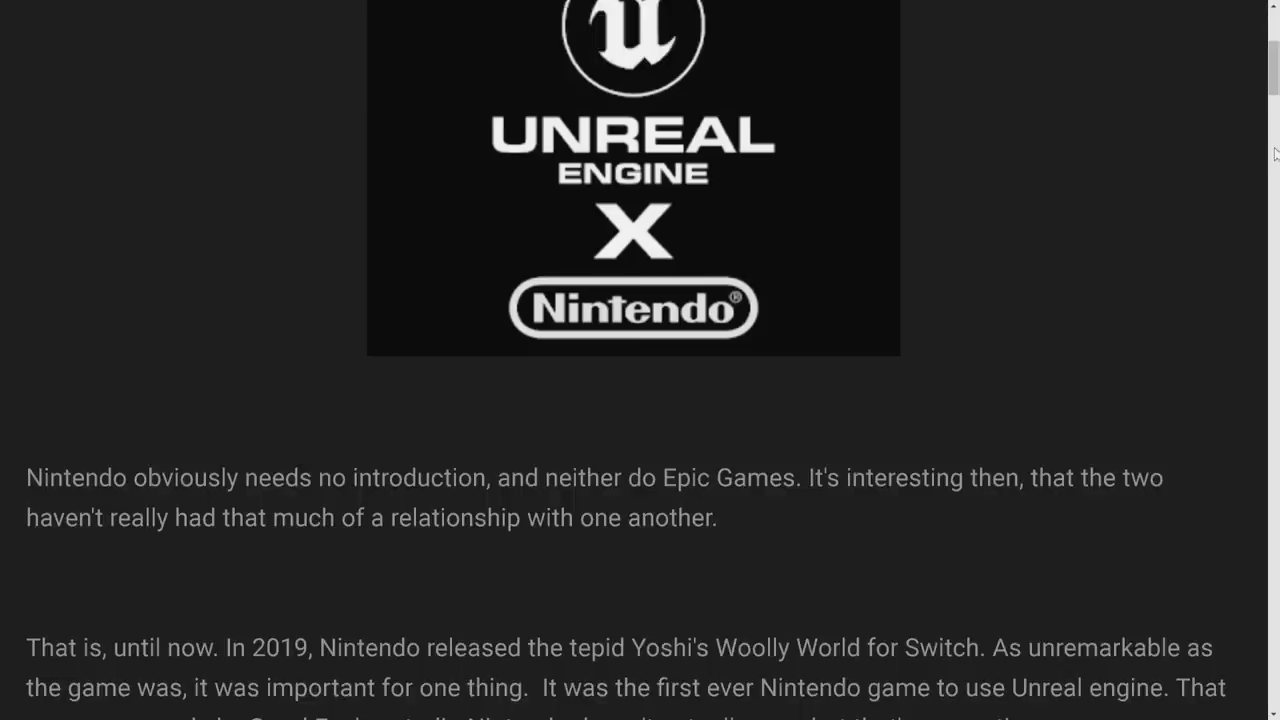 UNREAL
ENGINE
X
Nintendo®
Nintendo obviously needs no introduction, and neither do Epic Games. It's interesting then, that the two
haven't really had that much of a relationship with one another.
That is, until now. In 2019, Nintendo released the tepid Yoshi's Woolly World for Switch. As unremarkable as
the game was, it was important for one thing.  It was the first ever Nintendo game to use Unreal engine. That